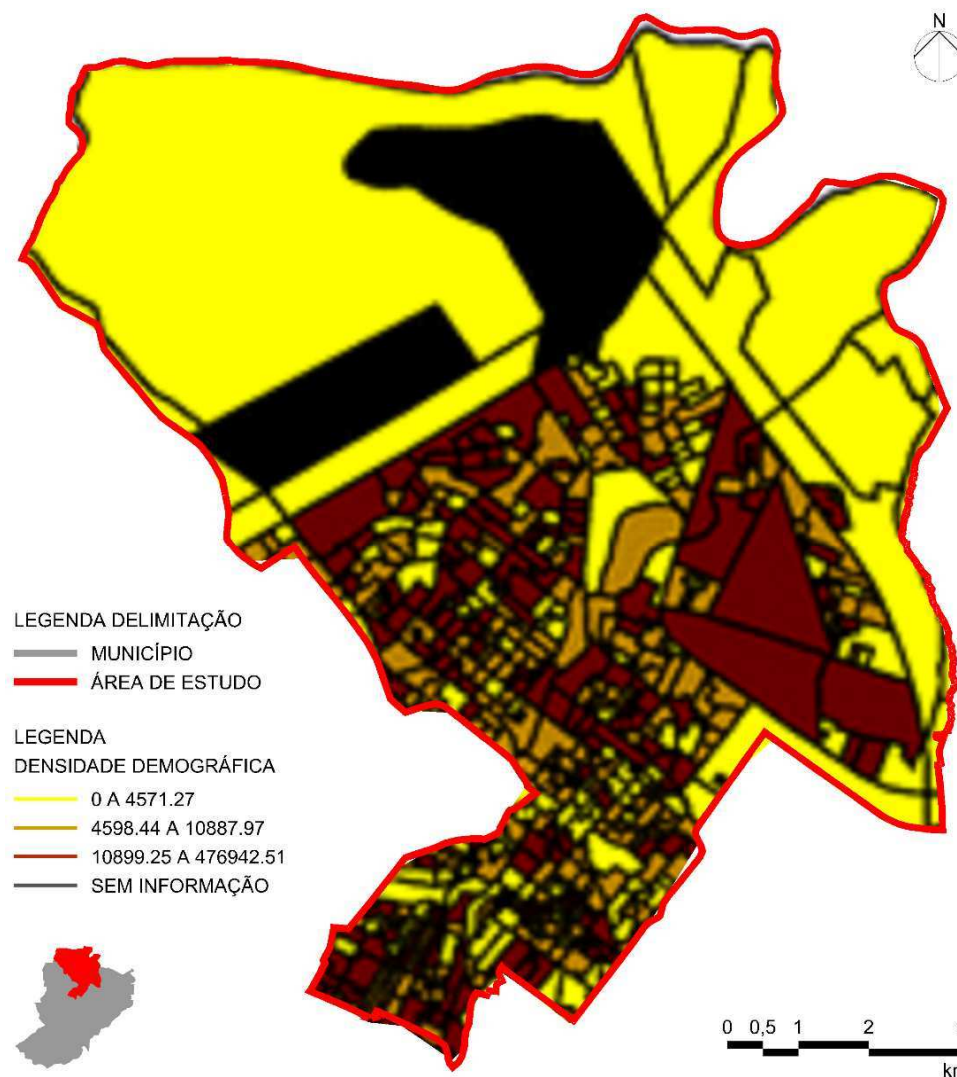 N
LEGENDA DELIMITAÇÃO
MUNICÍPIO
ÁREA DE ESTUDO
LEGENDA
DENSIDADE DEMOGRÁFICA
0 A 4571.27
4598.44 A 10887.97
10899.25 A 476942.51
SEM INFORMAÇÃO
0 0,5 1 2